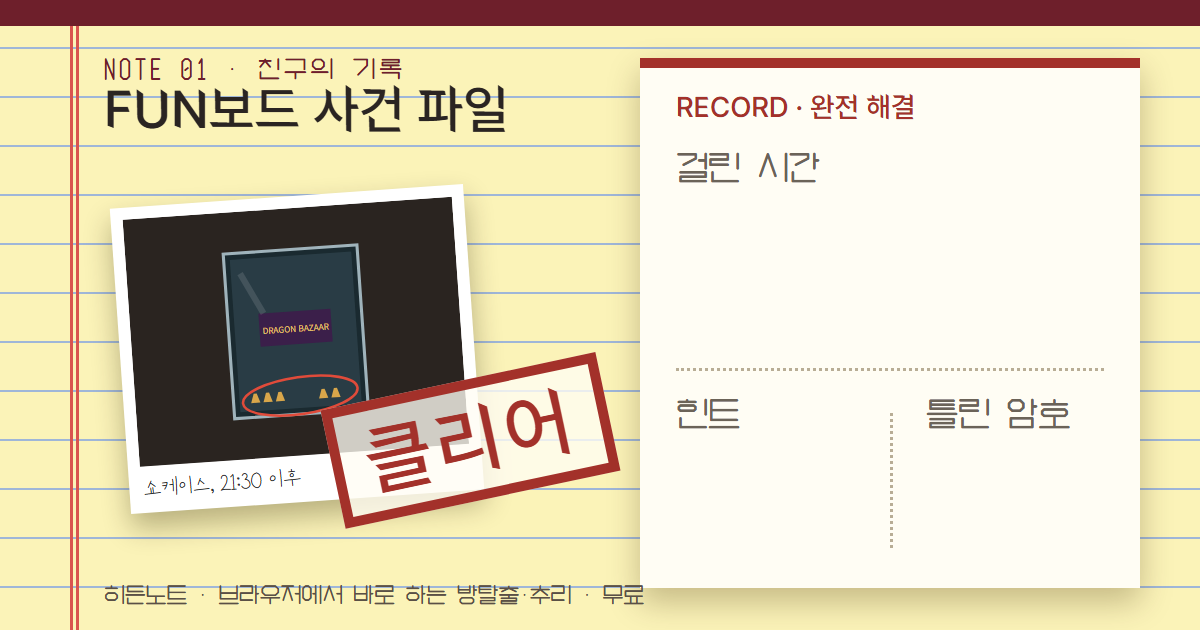 NOTE 01 · 친구의 기록
FUN보드 사건 파일
DRAGON BAZAAR
쇼케이스, 21:30 이후
클리어
RECORD · 완전 해결
걸린 시간
힌트
틀린 암호
히든노트 · 브라우저에서 바로 하는 방탈출·추리 · 무료